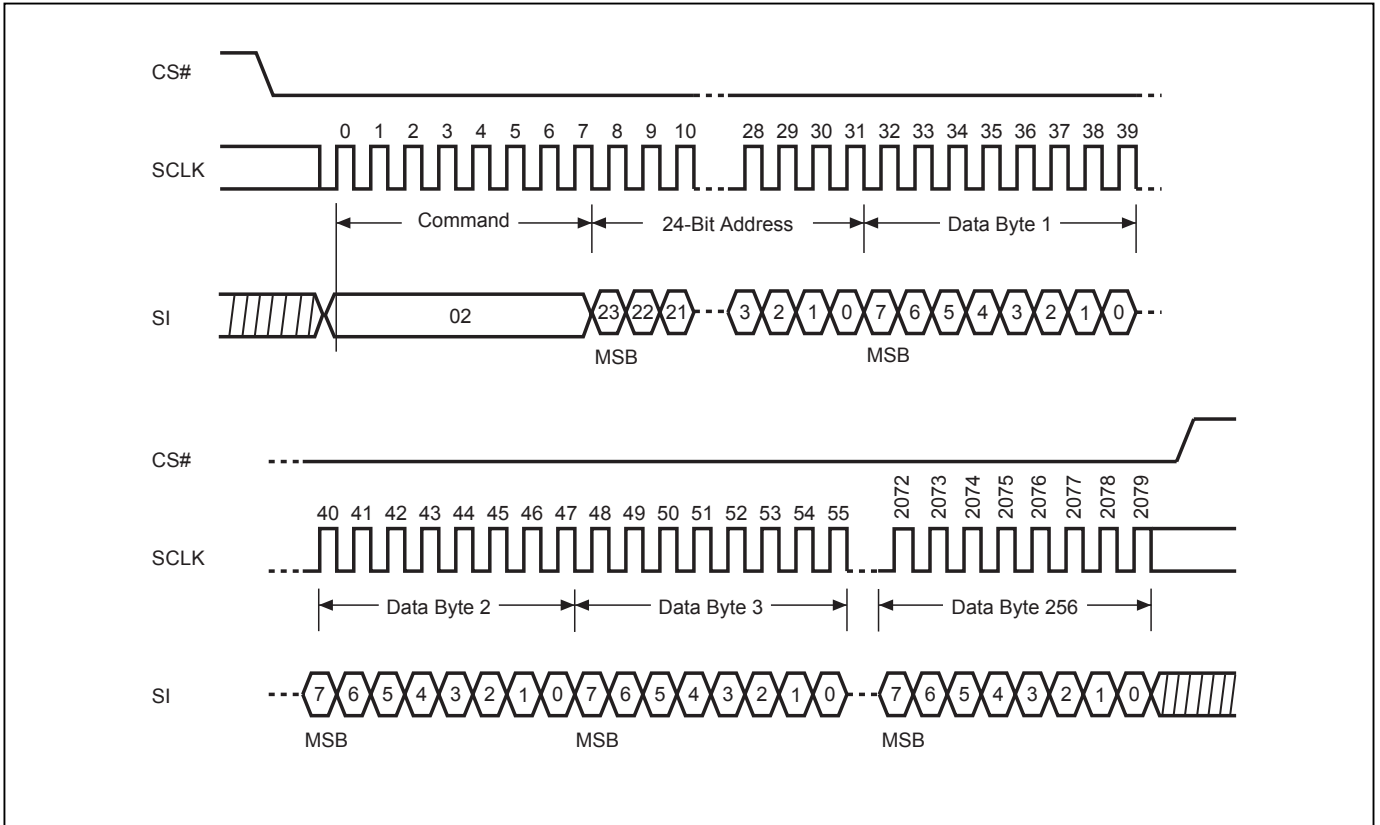 CS#
0 1 2 3 4 5 6 7 8 9 10 28 29 30 31 32 33 34 35 36 37 38 39
SCLK
Command 24-Bit Address Data Byte 1
SI 02 23 22 21 3 2 1 0 7 6 5 4 3 2 1 0
MSB MSB
CS#
40 41 42 43 44 45 46 47 48 49 50 51 52 53 54 55 2072 2073 2074 2075 2076 2077 2078 2079
SCLK
Data Byte 2 Data Byte 3 Data Byte 256
SI 7 6 5 4 3 2 1 0 7 6 5 4 3 2 1 0 7 6 5 4 3 2 1 0
MSB MSB MSB